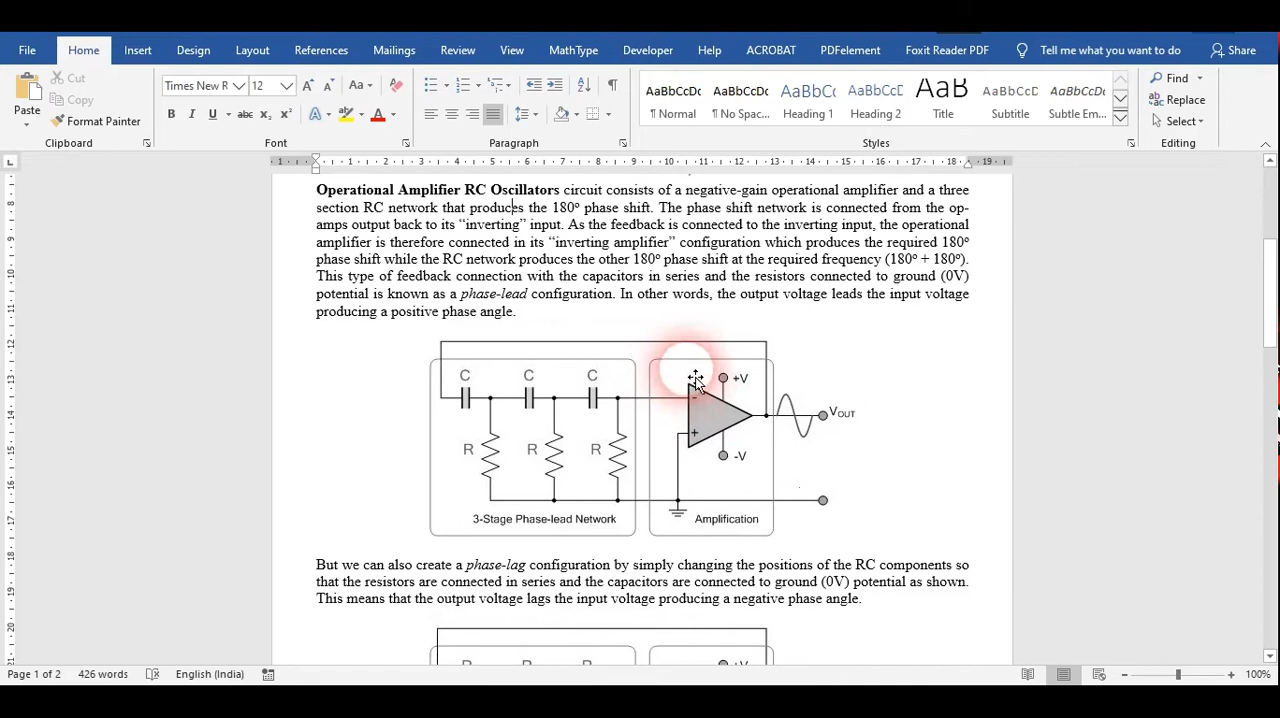 File Home Insert Design Layout References Mailings Review View MathType Developer Help ACROBAT PDFelement Foxit Reader PDF Tell me what you want to do Share
Cut
Copy
Paste
Format Painter
Clipboard
Times New R 12
Font
Paragraph
AaBbCcDc AaBbCcDc AaBbCc AaBbCcE AaB AaBbCcD AaBbCcDc
¶ Normal ¶ No Spac... Heading 1 Heading 2 Title Subtitle Subtle Em...
Styles
Find
Replace
Select
Editing
Operational Amplifier RC Oscillators circuit consists of a negative-gain operational amplifier and a three
section RC network that produces the 180º phase shift. The phase shift network is connected from the op-
amps output back to its “inverting” input. As the feedback is connected to the inverting input, the operational
amplifier is therefore connected in its “inverting amplifier” configuration which produces the required 180º
phase shift while the RC network produces the other 180º phase shift at the required frequency (180º + 180º).
This type of feedback connection with the capacitors in series and the resistors connected to ground (0V)
potential is known as a phase-lead configuration. In other words, the output voltage leads the input voltage
producing a positive phase angle.
C C C +V
- VOUT
R R R + -V
3-Stage Phase-lead Network Amplification
But we can also create a phase-lag configuration by simply changing the positions of the RC components so
that the resistors are connected in series and the capacitors are connected to ground (0V) potential as shown.
This means that the output voltage lags the input voltage producing a negative phase angle.
Page 1 of 2 426 words English (India) 100%